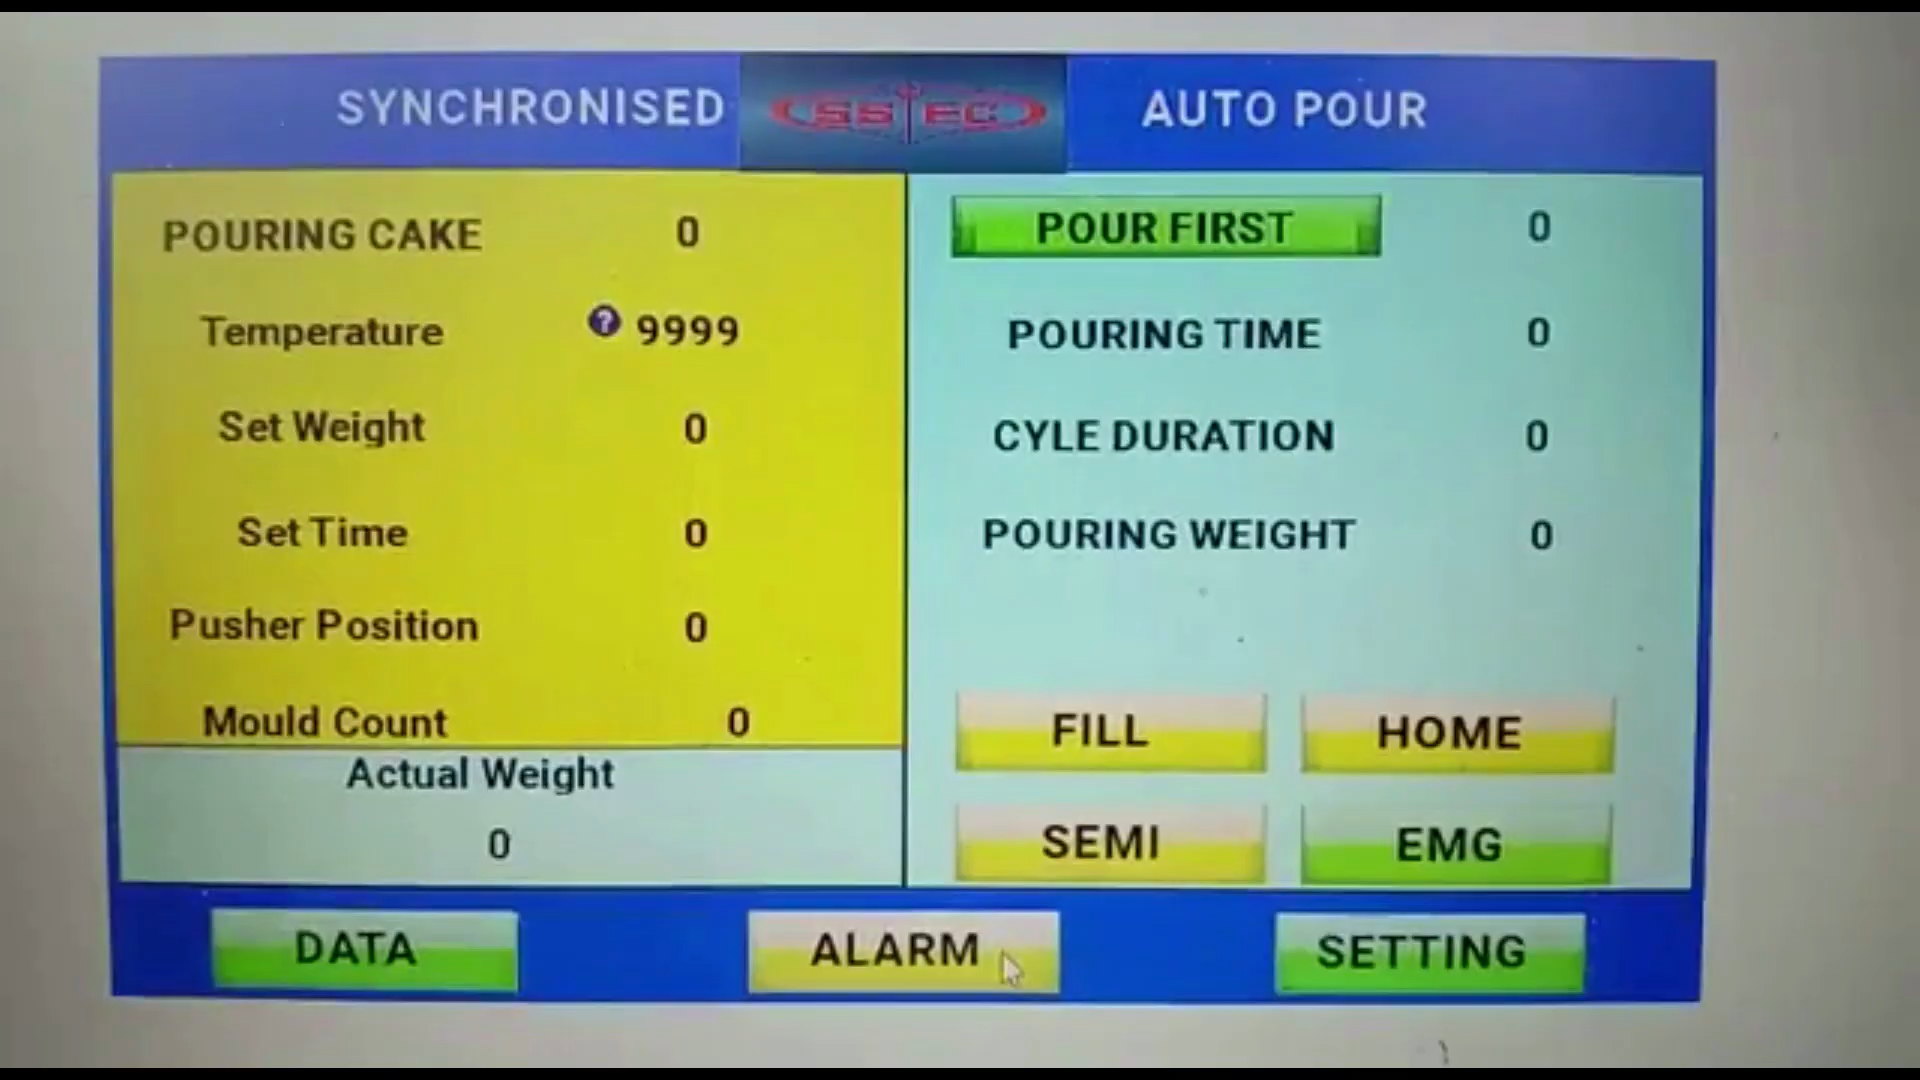 SYNCHRONISED SSTEC AUTO POUR
POURING CAKE 0
Temperature ? 9999
Set Weight 0
Set Time 0
Pusher Position 0
Mould Count 0
Actual Weight
0
POUR FIRST 0
POURING TIME 0
CYLE DURATION 0
POURING WEIGHT 0
FILL HOME
SEMI EMG
DATA ALARM SETTING